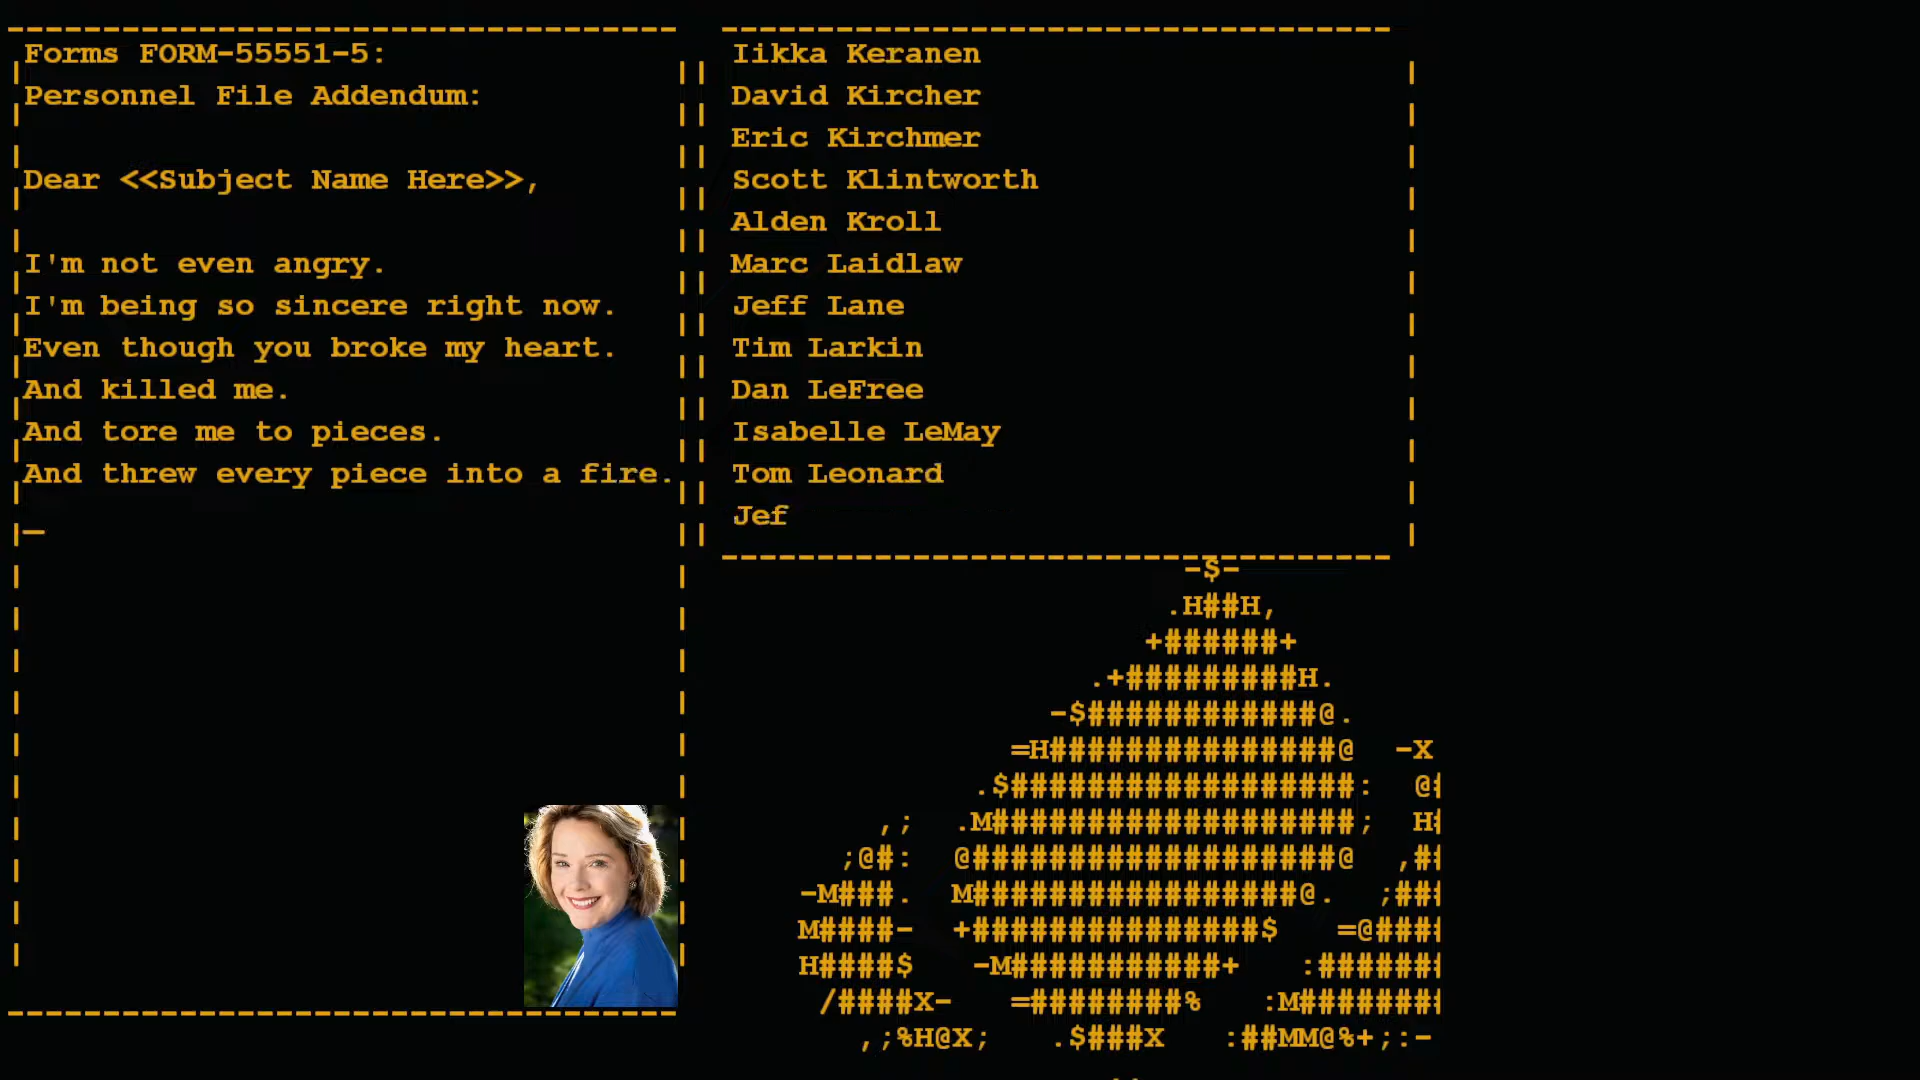 Forms FORM-55551-5:
Personnel File Addendum:
Dear <<Subject Name Here>>,
I'm not even angry.
I'm being so sincere right now.
Even though you broke my heart.
And killed me.
And tore me to pieces.
And threw every piece into a fire.
Iikka Keranen
David Kircher
Eric Kirchmer
Scott Klintworth
Alden Kroll
Marc Laidlaw
Jeff Lane
Tim Larkin
Dan LeFree
Isabelle LeMay
Tom Leonard
Jef